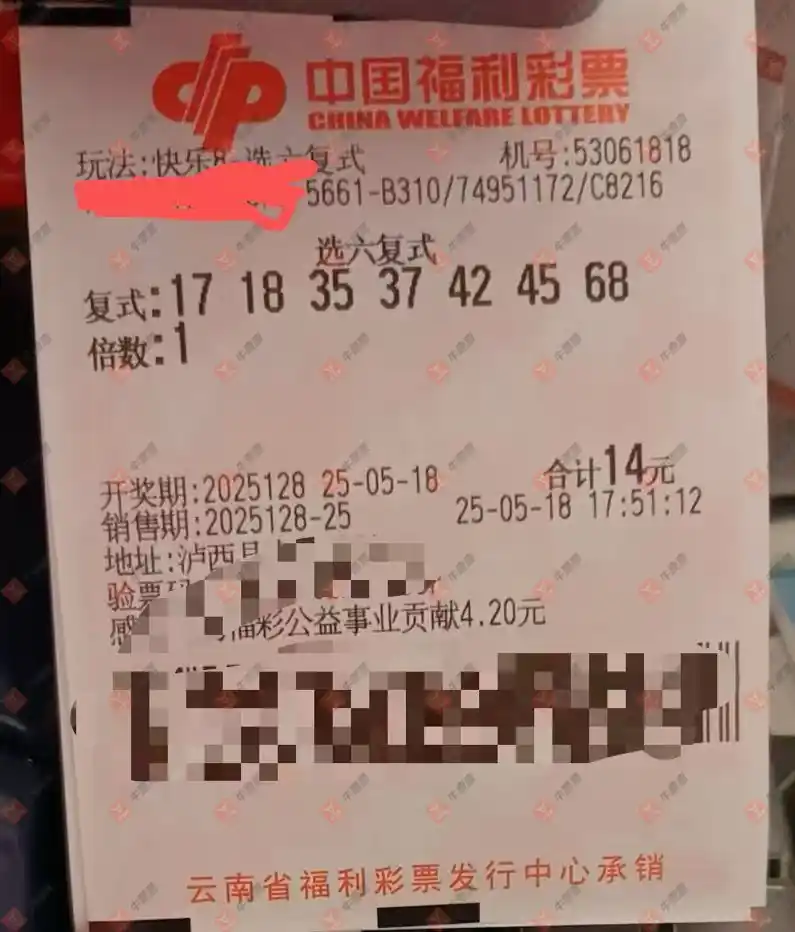 中国福利彩票
CHINA WELFARE LOTTERY
玩法:快乐8-选六复式 机号:53061818
5661-B310/74951172/C8216
选六复式
复式:17 18 35 37 42 45 68
倍数:1
开奖期:2025128 25-05-18 合计14元
销售期:2025128-25 25-05-18 17:51:12
地址:泸西县
验票码
感
福彩公益事业贡献4.20元
云南省福利彩票发行中心承销